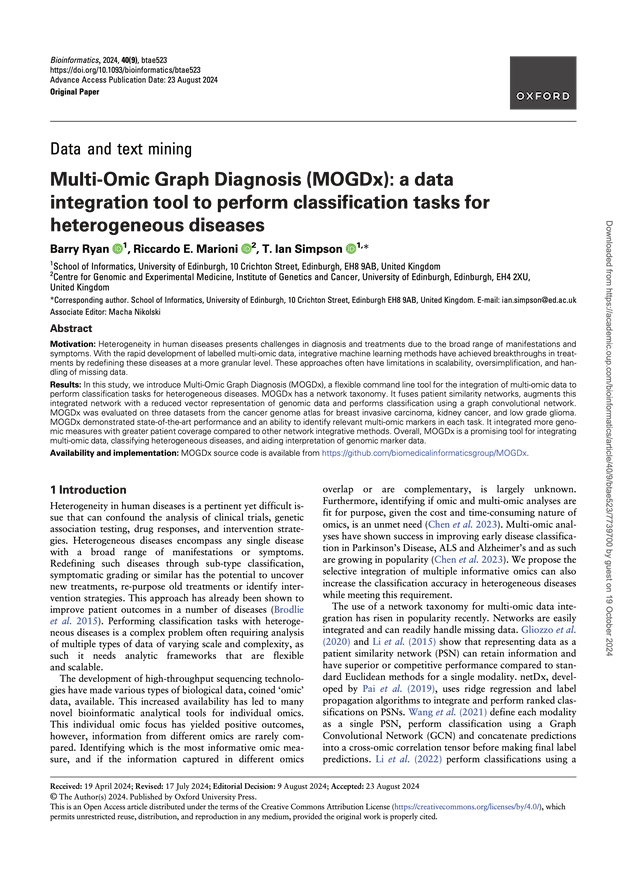 Bioinformatics, 2024, 40(9), btae523
https://doi.org/10.1093/bioinformatics/btae523
Advance Access Publication Date: 23 August 2024
Original Paper
OXFORD
Data and text mining
Multi-Omic Graph Diagnosis (MOGDx): a data
integration tool to perform classification tasks for
heterogeneous diseases
Barry Ryan iD 1, Riccardo E. Marioni iD 2, T. Ian Simpson iD 1,*
1School of Informatics, University of Edinburgh, 10 Crichton Street, Edinburgh, EH8 9AB, United Kingdom
2Centre for Genomic and Experimental Medicine, Institute of Genetics and Cancer, University of Edinburgh, Edinburgh, EH4 2XU,
United Kingdom
*Corresponding author. School of Informatics, University of Edinburgh, 10 Crichton Street, Edinburgh EH8 9AB, United Kingdom. E-mail: ian.simpson@ed.ac.uk
Associate Editor: Macha Nikolski
Abstract
Motivation: Heterogeneity in human diseases presents challenges in diagnosis and treatments due to the broad range of manifestations and
symptoms. With the rapid development of labelled multi-omic data, integrative machine learning methods have achieved breakthroughs in treat-
ments by redefining these diseases at a more granular level. These approaches often have limitations in scalability, oversimplification, and han-
dling of missing data.
Results: In this study, we introduce Multi-Omic Graph Diagnosis (MOGDx), a flexible command line tool for the integration of multi-omic data to
perform classification tasks for heterogeneous diseases. MOGDx has a network taxonomy. It fuses patient similarity networks, augments this
integrated network with a reduced vector representation of genomic data and performs classification using a graph convolutional network.
MOGDx was evaluated on three datasets from the cancer genome atlas for breast invasive carcinoma, kidney cancer, and low grade glioma.
MOGDx demonstrated state-of-the-art performance and an ability to identify relevant multi-omic markers in each task. It integrated more geno-
mic measures with greater patient coverage compared to other network integrative methods. Overall, MOGDx is a promising tool for integrating
multi-omic data, classifying heterogeneous diseases, and aiding interpretation of genomic marker data.
Availability and implementation: MOGDx source code is available from https://github.com/biomedicalinformaticsgroup/MOGDx.
1 Introduction
Heterogeneity in human diseases is a pertinent yet difficult is-
sue that can confound the analysis of clinical trials, genetic
association testing, drug responses, and intervention strate-
gies. Heterogeneous diseases encompass any single disease
with a broad range of manifestations or symptoms.
Redefining such diseases through sub-type classification,
symptomatic grading or similar has the potential to uncover
new treatments, re-purpose old treatments or identify inter-
vention strategies. This approach has already been shown to
improve patient outcomes in a number of diseases (Brodlie
et al. 2015). Performing classification tasks with heteroge-
neous diseases is a complex problem often requiring analysis
of multiple types of data of varying scale and complexity, as
such it needs analytic frameworks that are flexible
and scalable.
The development of high-throughput sequencing technolo-
gies have made various types of biological data, coined 'omic'
data, available. This increased availability has led to many
novel bioinformatic analytical tools for individual omics.
This individual omic focus has yielded positive outcomes,
however, information from different omics are rarely com-
pared. Identifying which is the most informative omic mea-
sure, and if the information captured in different omics
overlap or are complementary, is largely unknown.
Furthermore, identifying if omic and multi-omic analyses are
fit for purpose, given the cost and time-consuming nature of
omics, is an unmet need (Chen et al. 2023). Multi-omic anal-
yses have shown success in improving early disease classifica-
tion in Parkinson's Disease, ALS and Alzheimer's and as such
are growing in popularity (Chen et al. 2023). We propose the
selective integration of multiple informative omics can also
increase the classification accuracy in heterogeneous diseases
while meeting this requirement.
The use of a network taxonomy for multi-omic data inte-
gration has risen in popularity recently. Networks are easily
integrated and can readily handle missing data. Gliozzo et al.
(2020) and Li et al. (2015) show that representing data as a
patient similarity network (PSN) can retain information and
have superior or competitive performance compared to stan-
dard Euclidean methods for a single modality. netDx, devel-
oped by Pai et al. (2019), uses ridge regression and label
propagation algorithms to integrate and perform ranked clas-
sifications on PSNs. Wang et al. (2021) define each modality
as a single PSN, perform classification using a Graph
Convolutional Network (GCN) and concatenate predictions
into a cross-omic correlation tensor before making final label
predictions. Li et al. (2022) perform classifications using a
Received: 19 April 2024; Revised: 17 July 2024; Editorial Decision: 9 August 2024; Accepted: 23 August 2024
© The Author(s) 2024. Published by Oxford University Press.
This is an Open Access article distributed under the terms of the Creative Commons Attribution License (https://creativecommons.org/licenses/by/4.0/), which
permits unrestricted reuse, distribution, and reproduction in any medium, provided the original work is properly cited.
Downloaded from https://academic.oup.com/bioinformatics/article/40/9/btae523/7739700 by guest on 19 October 2024